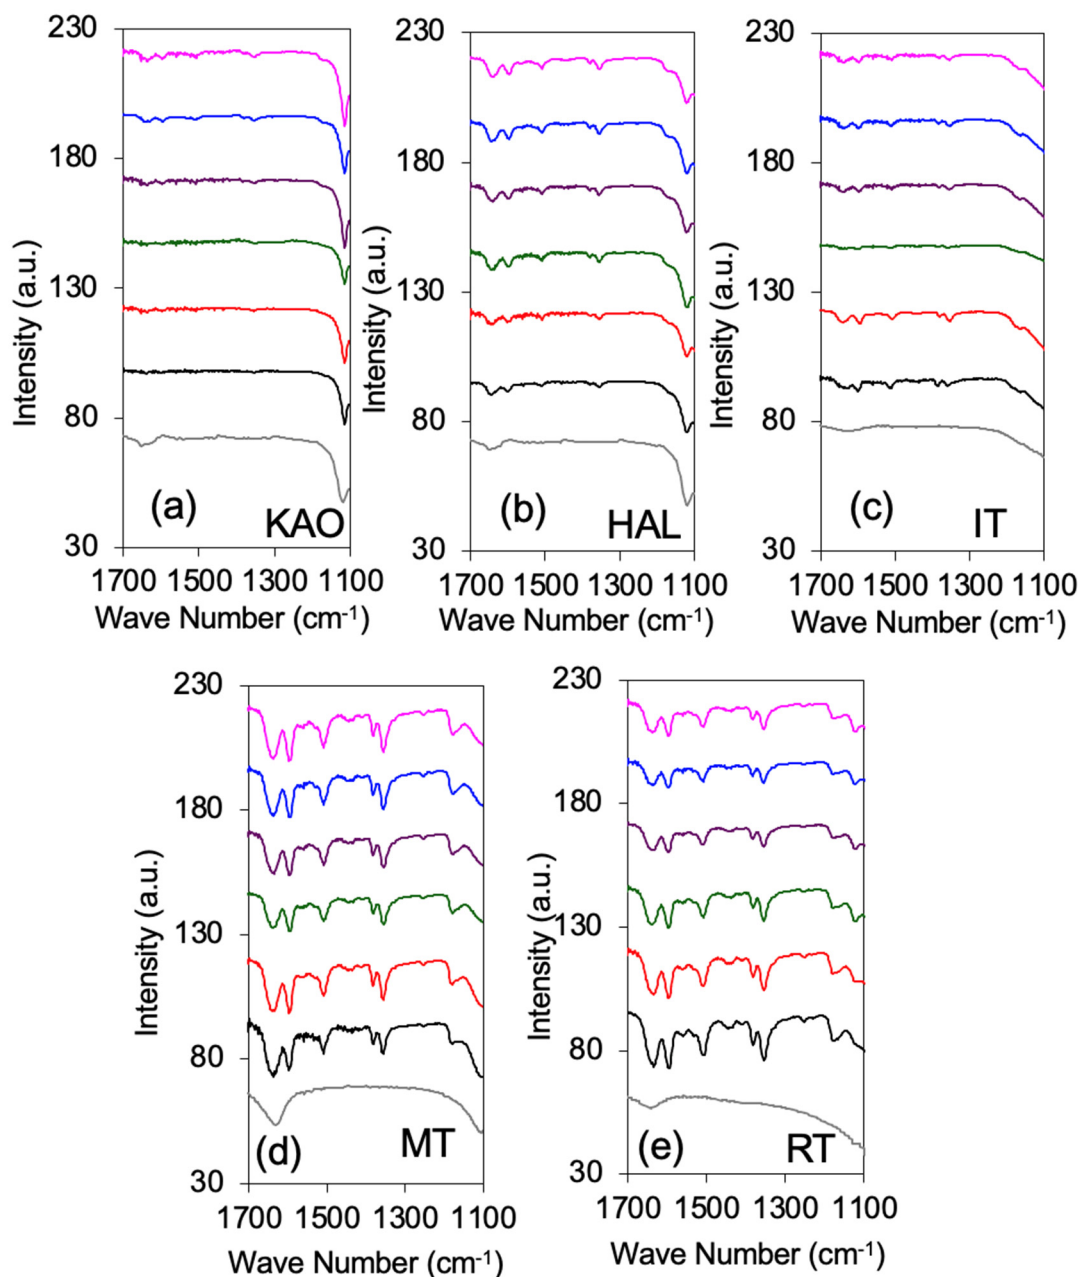 230
180
130
80
30
1700 1500 1300 1100
Wave Number (cm⁻¹)
Intensity (a.u.)
(a)
KAO
230
180
130
80
30
1700 1500 1300 1100
Wave Number (cm⁻¹)
Intensity (a.u.)
(b)
HAL
230
180
130
80
30
1700 1500 1300 1100
Wave Number (cm⁻¹)
Intensity (a.u.)
(c)
IT
230
180
130
80
30
1700 1500 1300 1100
Wave Number (cm⁻¹)
Intensity (a.u.)
(d)
MT
230
180
130
80
30
1700 1500 1300 1100
Wave Number (cm⁻¹)
Intensity (a.u.)
(e)
RT